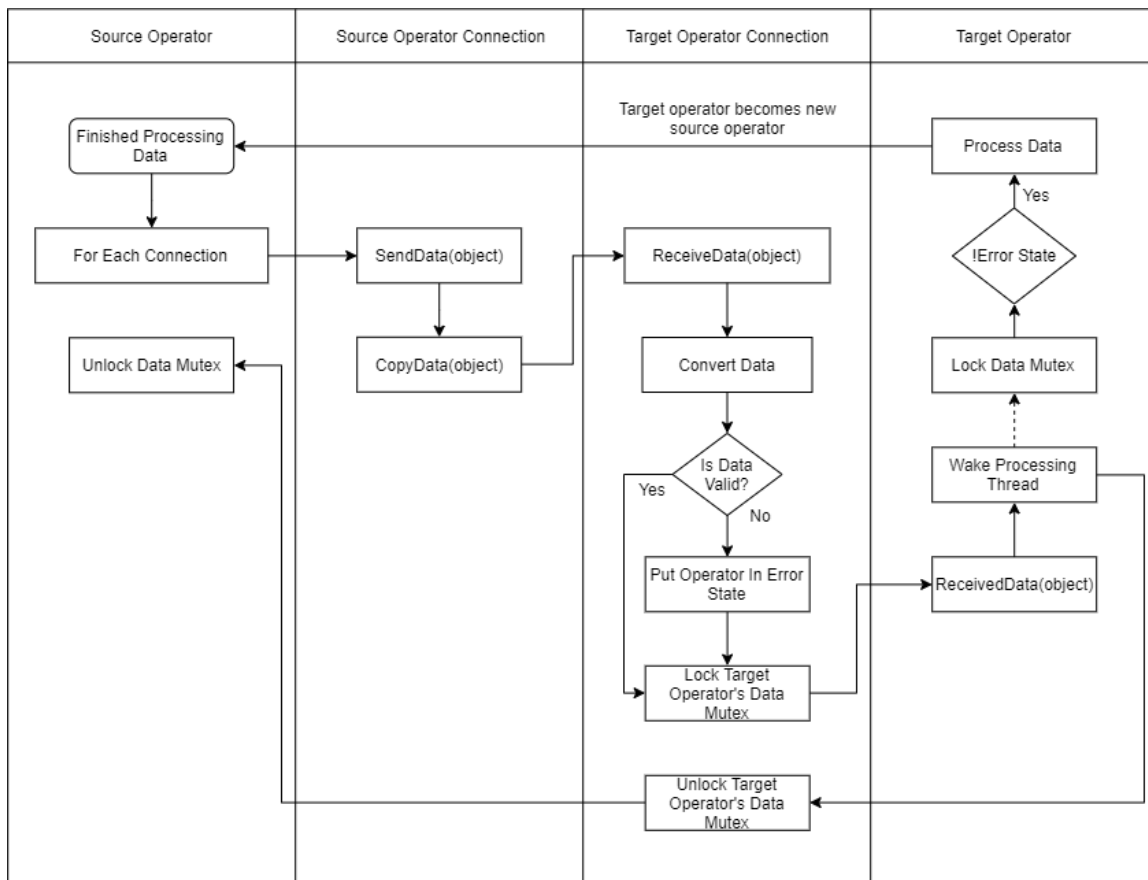 Source Operator
Source Operator Connection
Target Operator Connection
Target Operator
Target operator becomes new
source operator
Finished Processing
Data
Process Data
Yes
For Each Connection
SendData(object)
ReceiveData(object)
!Error State
Unlock Data Mutex
CopyData(object)
Convert Data
Lock Data Mutex
Is Data
Valid?
Yes
No
Wake Processing
Thread
Put Operator In Error
State
ReceivedData(object)
Lock Target
Operator's Data
Mutex
Unlock Target
Operator's Data
Mutex